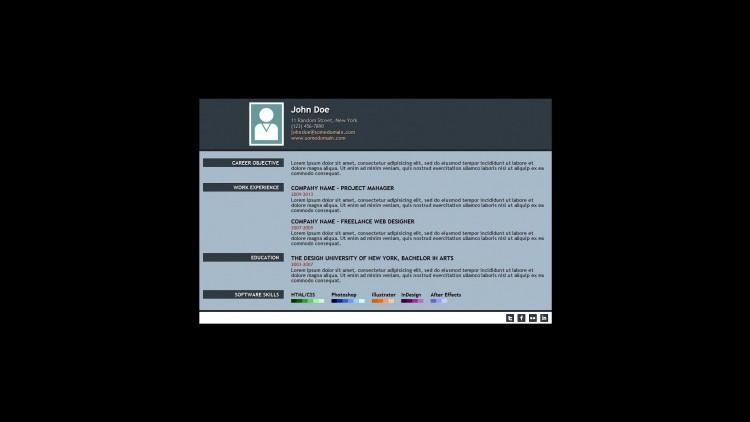 John Doe
11 Random Street, New York
(123) 456-7890
johndoe@somedomain.com
www.somedomain.com
CAREER OBJECTIVE
Lorem ipsum dolor sit amet, consectetur adipisicing elit, sed do eiusmod tempor incididunt ut labore et
dolore magna aliqua. Ut enim ad minim veniam, quis nostrud exercitation ullamco laboris nisi ut aliquip ex ea
commodo consequat.
WORK EXPERIENCE
COMPANY NAME - PROJECT MANAGER
2009-2013
Lorem ipsum dolor sit amet, consectetur adipisicing elit, sed do eiusmod tempor incididunt ut labore et
dolore magna aliqua. Ut enim ad minim veniam, quis nostrud exercitation ullamco laboris nisi ut aliquip ex ea
commodo consequat.
COMPANY NAME - FREELANCE WEB DESIGNER
2007-2009
Lorem ipsum dolor sit amet, consectetur adipisicing elit, sed do eiusmod tempor incididunt ut labore et
dolore magna aliqua. Ut enim ad minim veniam, quis nostrud exercitation ullamco laboris nisi ut aliquip ex ea
commodo consequat.
EDUCATION
THE DESIGN UNIVERSITY OF NEW YORK, BACHELOR IN ARTS
2003-2007
Lorem ipsum dolor sit amet, consectetur adipisicing elit, sed do eiusmod tempor incididunt ut labore et
dolore magna aliqua. Ut enim ad minim veniam, quis nostrud exercitation ullamco laboris nisi ut aliquip ex ea
commodo consequat.
SOFTWARE SKILLS
HTML/CSS Photoshop Illustrator InDesign After Effects